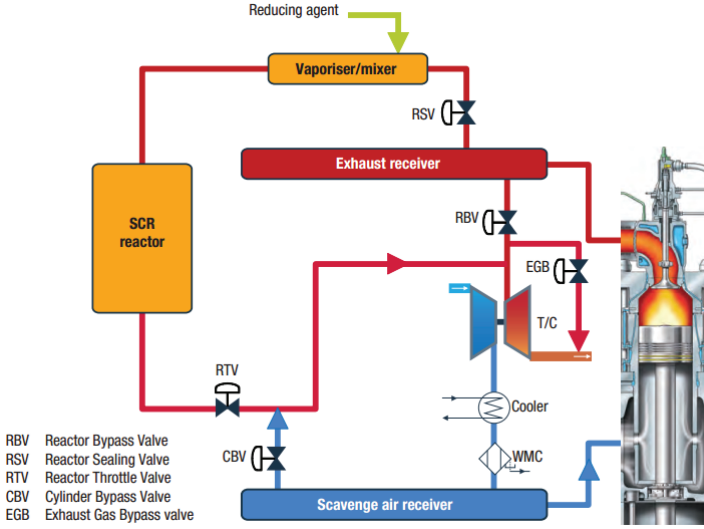 Reducing agent
Vaporiser/mixer
RSV
Exhaust receiver
SCR
reactor
RBV
EGB
T/C
RTV
Cooler
CBV
WMC
Scavenge air receiver
RBV Reactor Bypass Valve
RSV Reactor Sealing Valve
RTV Reactor Throttle Valve
CBV Cylinder Bypass Valve
EGB Exhaust Gas Bypass valve